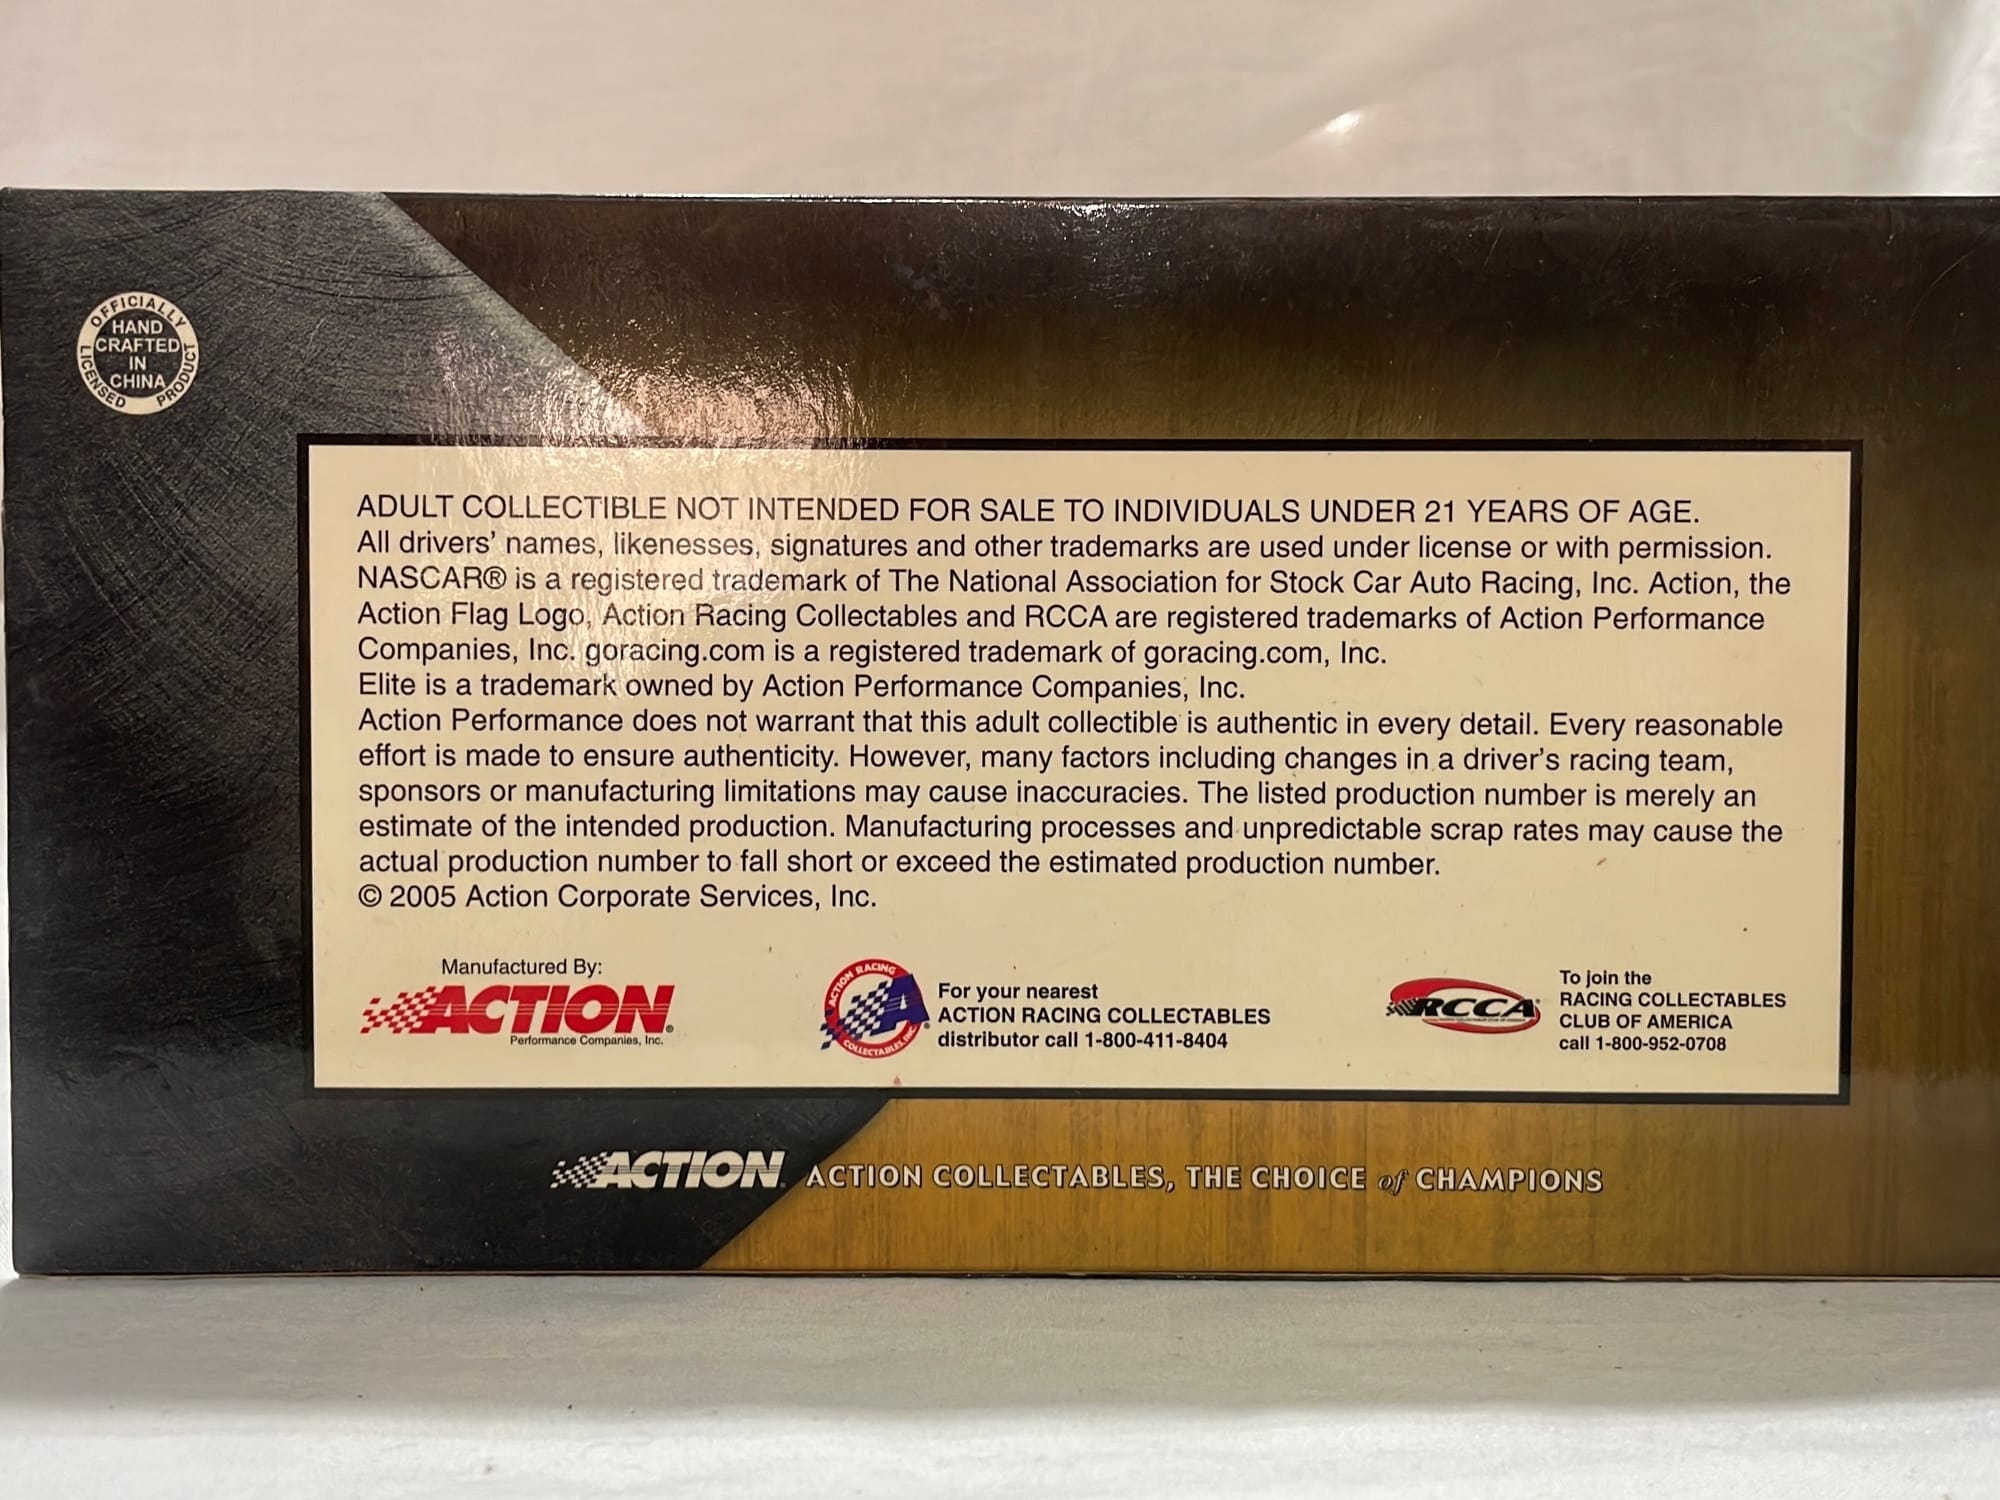 OFFICIALLY LICENSED PRODUCT
HAND
CRAFTED
IN
CHINA
ADULT COLLECTIBLE NOT INTENDED FOR SALE TO INDIVIDUALS UNDER 21 YEARS OF AGE.
All drivers' names, likenesses, signatures and other trademarks are used under license or with permission.
NASCAR® is a registered trademark of The National Association for Stock Car Auto Racing, Inc. Action, the
Action Flag Logo, Action Racing Collectables and RCCA are registered trademarks of Action Performance
Companies, Inc. goracing.com is a registered trademark of goracing.com, Inc.
Elite is a trademark owned by Action Performance Companies, Inc.
Action Performance does not warrant that this adult collectible is authentic in every detail. Every reasonable
effort is made to ensure authenticity. However, many factors including changes in a driver's racing team,
sponsors or manufacturing limitations may cause inaccuracies. The listed production number is merely an
estimate of the intended production. Manufacturing processes and unpredictable scrap rates may cause the
actual production number to fall short or exceed the estimated production number.
© 2005 Action Corporate Services, Inc.
Manufactured By:
ACTION®
Performance Companies, Inc.
ACTION RACING
A®
COLLECTABLES, INC.
For your nearest
ACTION RACING COLLECTABLES
distributor call 1-800-411-8404
RCCA®
To join the
RACING COLLECTABLES
CLUB OF AMERICA
call 1-800-952-0708
ACTION ACTION COLLECTABLES, THE CHOICE of CHAMPIONS